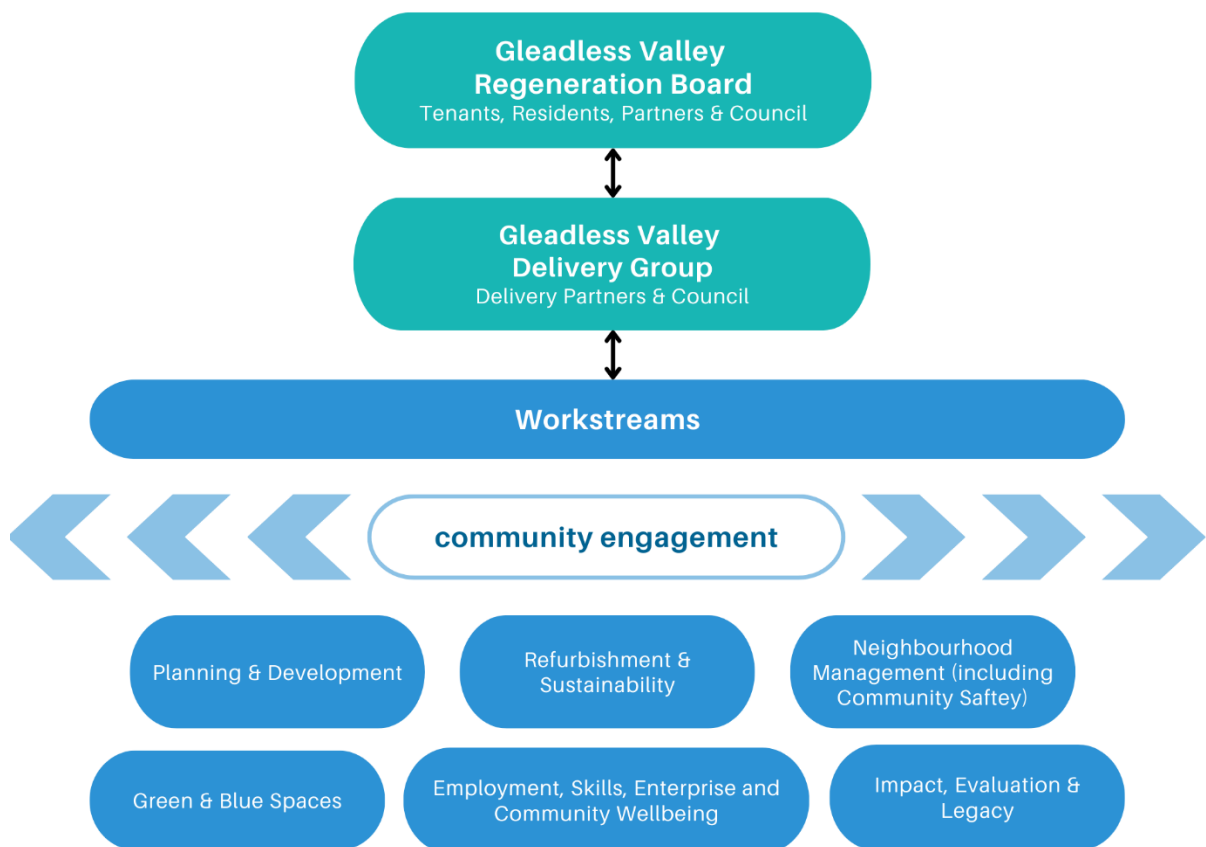 Gleadless Valley
Regeneration Board
Tenants, Residents, Partners & Council
Gleadless Valley
Delivery Group
Delivery Partners & Council
Workstreams
community engagement
Planning & Development
Refurbishment &
Sustainability
Neighbourhood
Management (including
Community Saftey)
Green & Blue Spaces
Employment, Skills, Enterprise and
Community Wellbeing
Impact, Evaluation &
Legacy